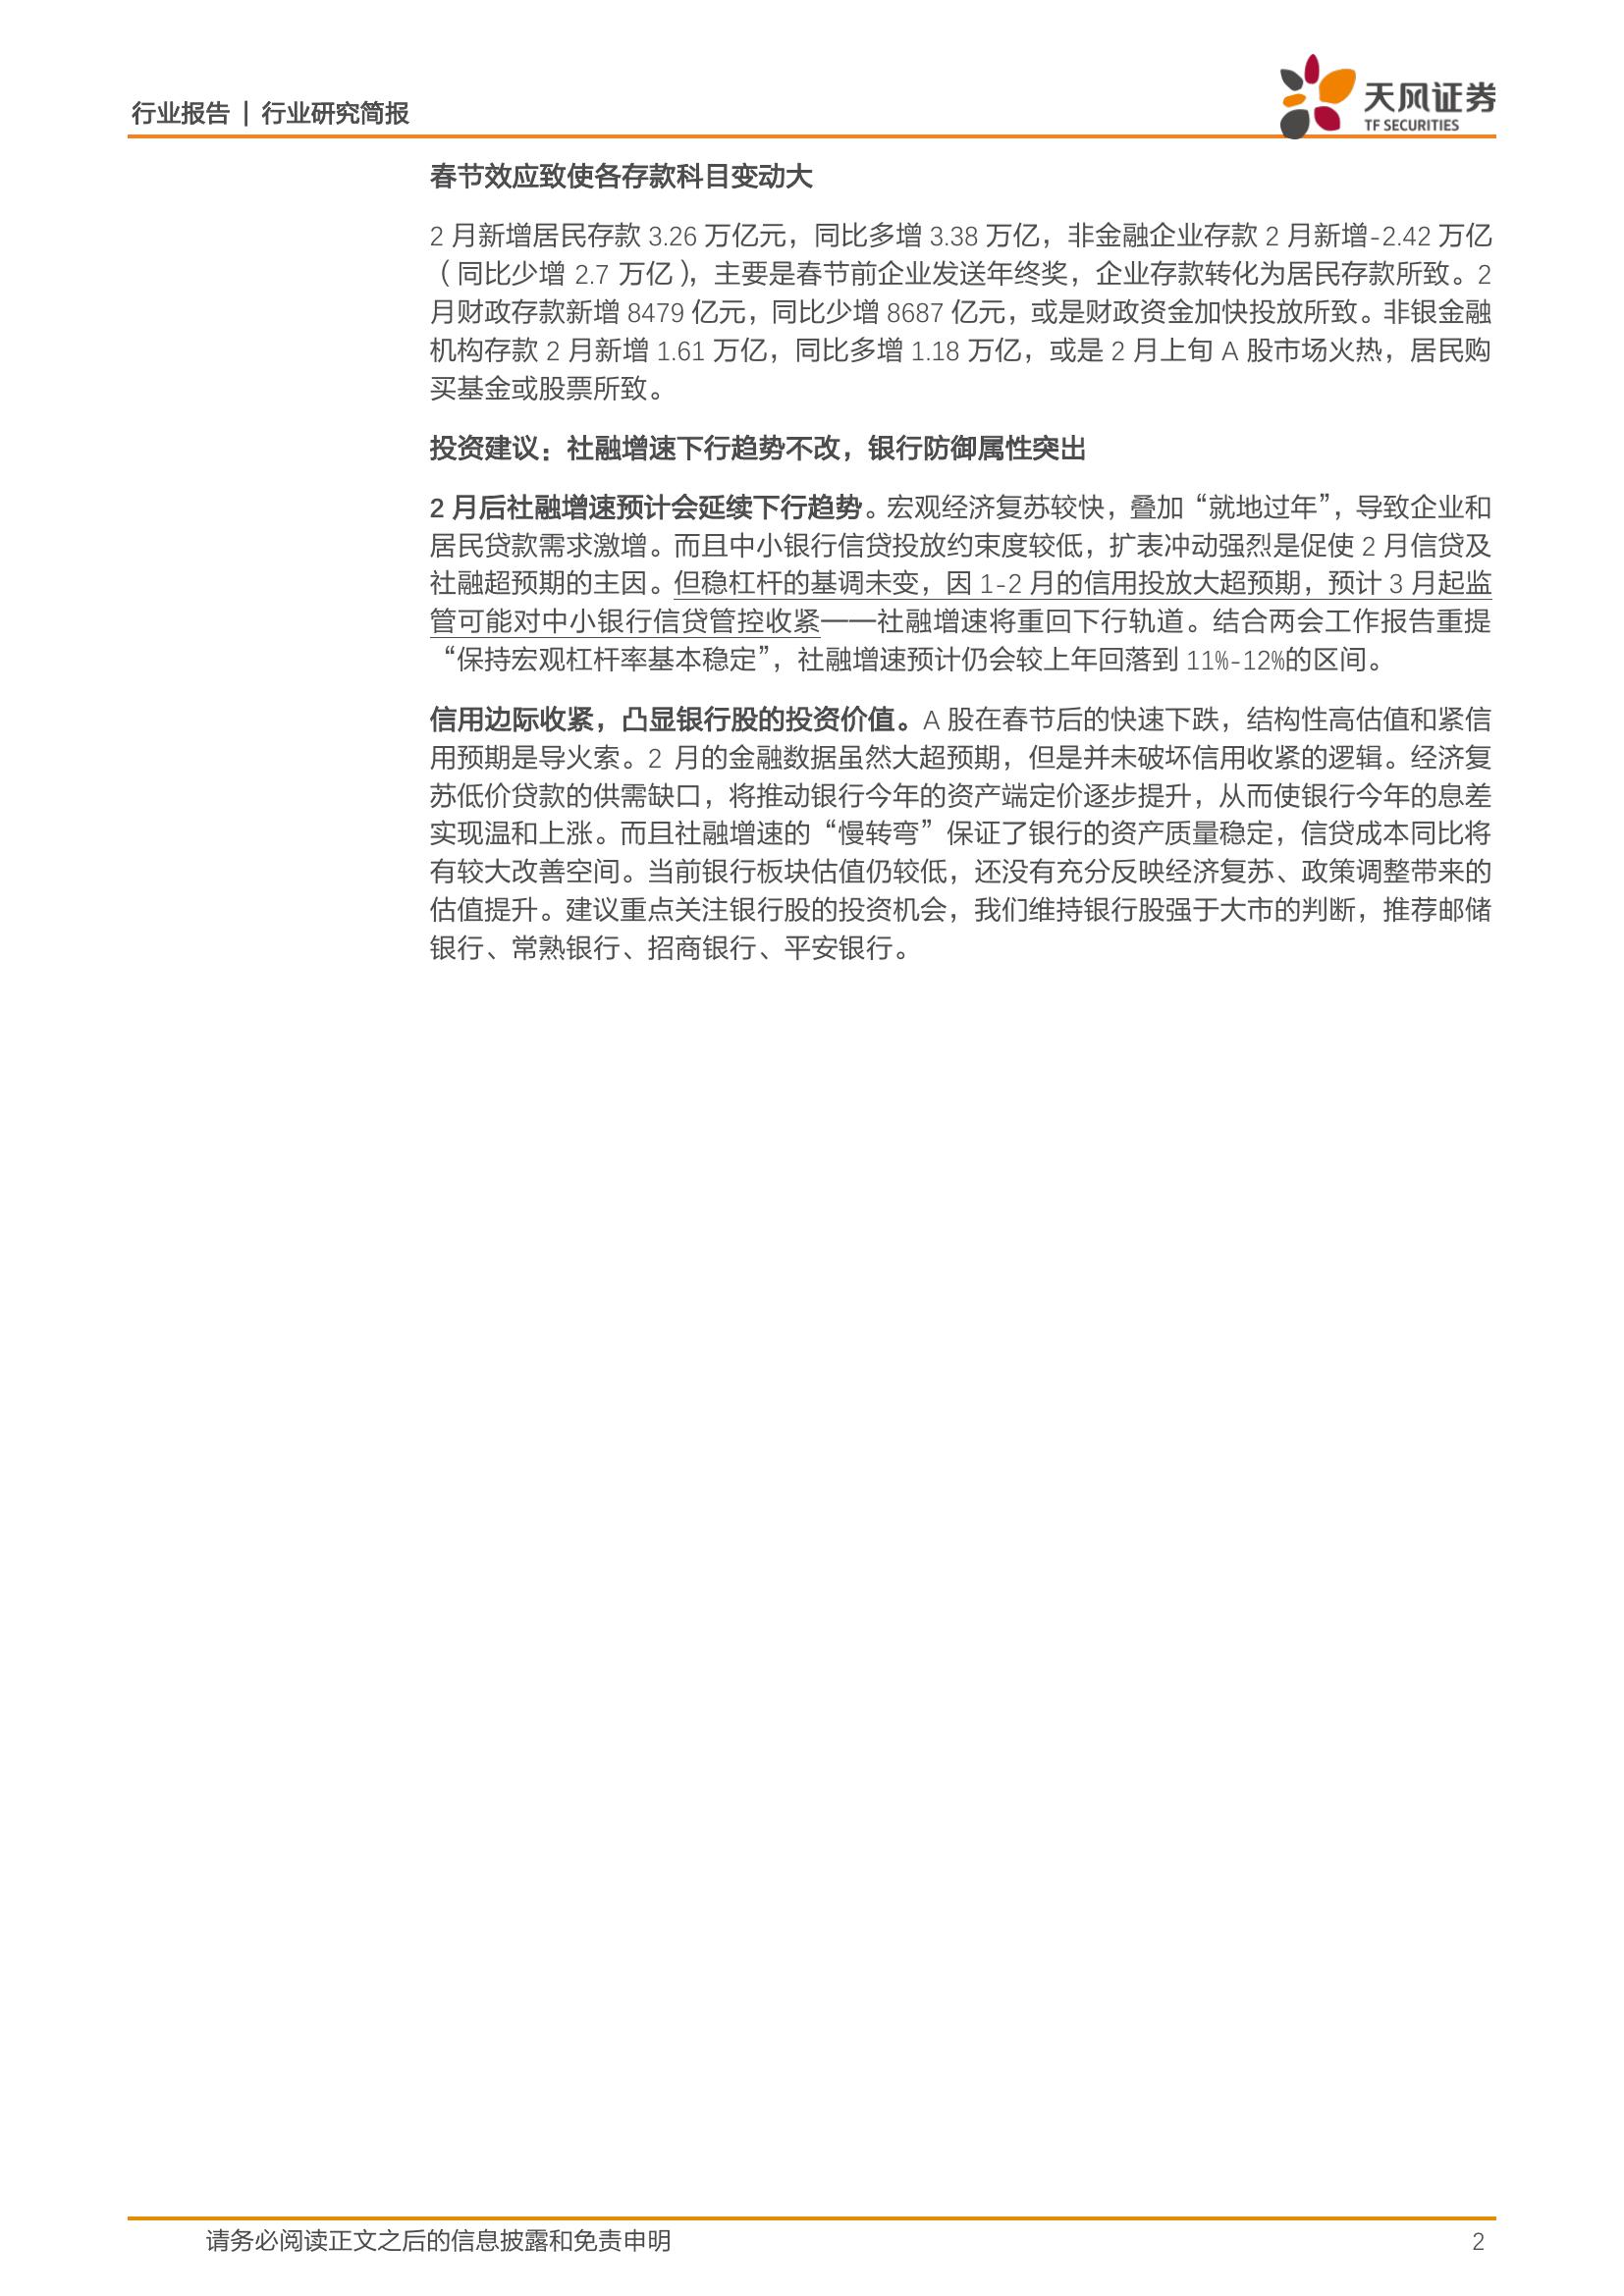 行业报告 | 行业研究简报
天风证券
TF SECURITIES
春节效应致使各存款科目变动大
2 月新增居民存款 3.26 万亿元，同比多增 3.38 万亿，非金融企业存款 2 月新增-2.42 万亿
（同比少增 2.7 万亿），主要是春节前企业发送年终奖，企业存款转化为居民存款所致。2
月财政存款新增 8479 亿元，同比少增 8687 亿元，或是财政资金加快投放所致。非银金融
机构存款 2 月新增 1.61 万亿，同比多增 1.18 万亿，或是 2 月上旬 A 股市场火热，居民购
买基金或股票所致。
投资建议：社融增速下行趋势不改，银行防御属性突出
2 月后社融增速预计会延续下行趋势。宏观经济复苏较快，叠加“就地过年”，导致企业和
居民贷款需求激增。而且中小银行信贷投放约束度较低，扩表冲动强烈是促使 2 月信贷及
社融超预期的主因。但稳杠杆的基调未变，因 1-2 月的信用投放大超预期，预计 3 月起监
管可能对中小银行信贷管控收紧——社融增速将重回下行轨道。结合两会工作报告重提
“保持宏观杠杆率基本稳定”，社融增速预计仍会较上年回落到 11%-12%的区间。
信用边际收紧，凸显银行股的投资价值。A 股在春节后的快速下跌，结构性高估值和紧信
用预期是导火索。2 月的金融数据虽然大超预期，但是并未破坏信用收紧的逻辑。经济复
苏低价贷款的供需缺口，将推动银行今年的资产端定价逐步提升，从而使银行今年的息差
实现温和上涨。而且社融增速的“慢转弯”保证了银行的资产质量稳定，信贷成本同比将
有较大改善空间。当前银行板块估值仍较低，还没有充分反映经济复苏、政策调整带来的
估值提升。建议重点关注银行股的投资机会，我们维持银行股强于大市的判断，推荐邮储
银行、常熟银行、招商银行、平安银行。
请务必阅读正文之后的信息披露和免责申明
2